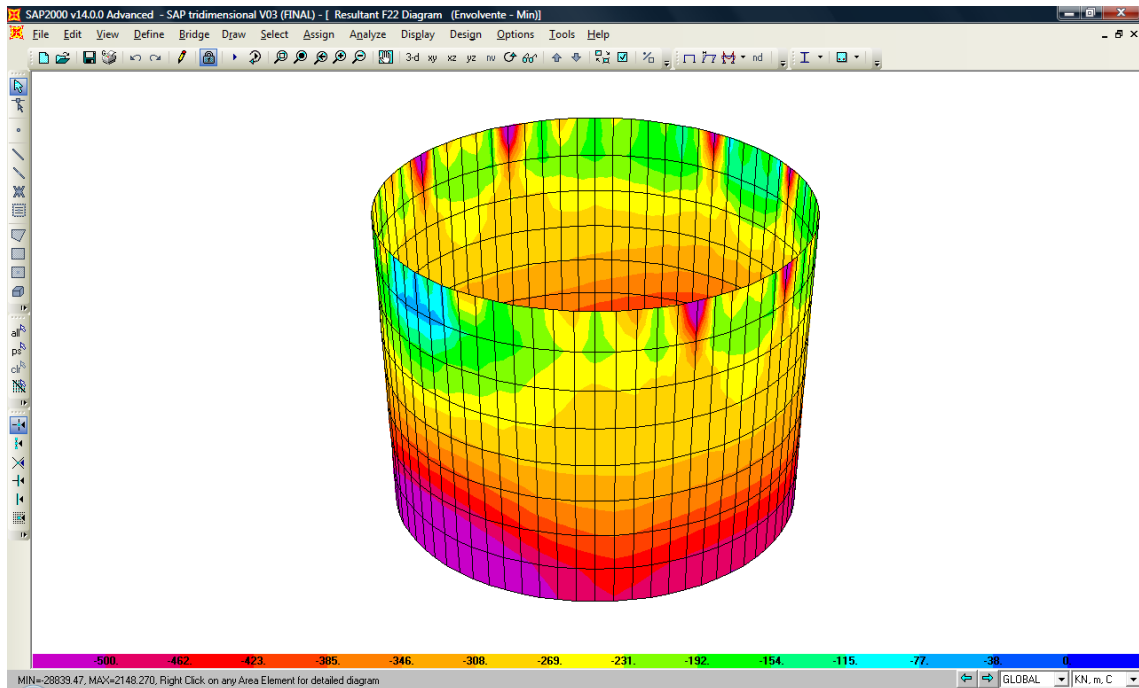 SAP2000 v14.0.0 Advanced - SAP tridimensional V03 (FINAL) - [ Resultant F22 Diagram (Envolvente - Min)]
File Edit View Define Bridge Draw Select Assign Analyze Display Design Options Tools Help
3-d xy xz yz nv nd
all
ps
clr
-500. -462. -423. -385. -346. -308. -269. -231. -192. -154. -115. -77. -38. 0.
MIN=-28839.47, MAX=2148.270, Right Click on any Area Element for detailed diagram
GLOBAL
KN, m, C